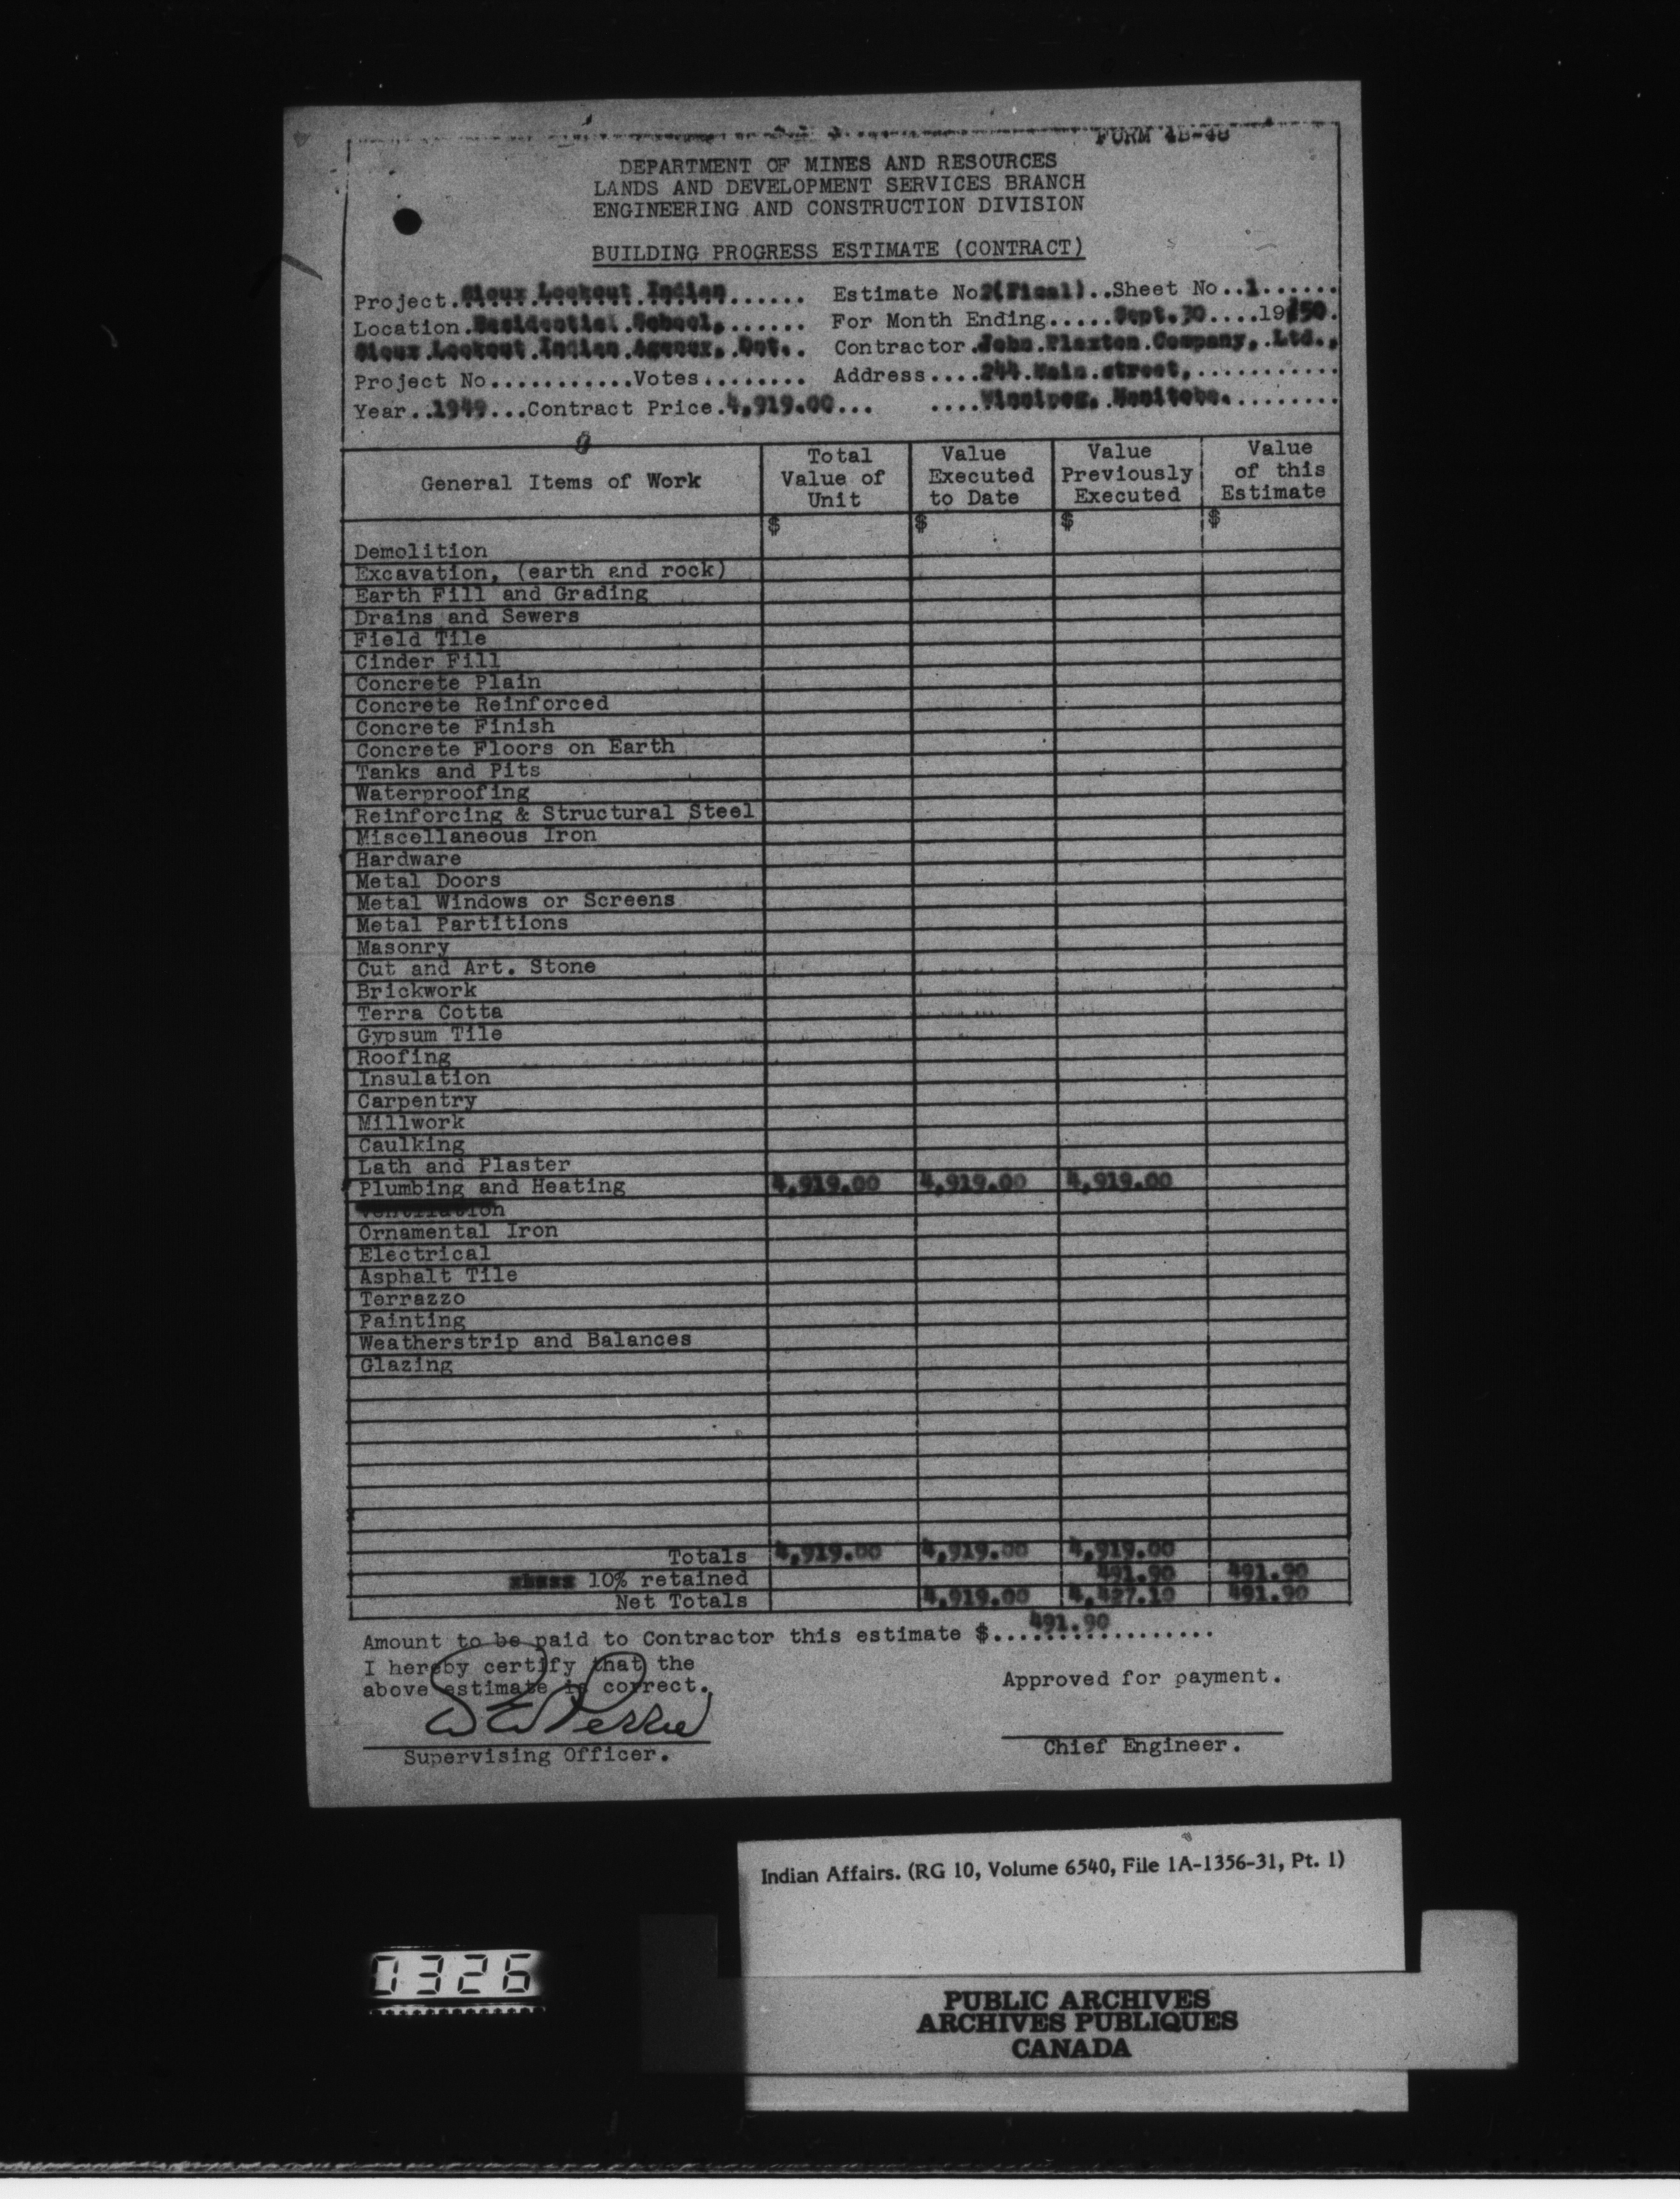 FORM 4B-48
DEPARTMENT OF MINES AND RESOURCES
LANDS AND DEVELOPMENT SERVICES BRANCH
ENGINEERING AND CONSTRUCTION DIVISION
BUILDING PROGRESS ESTIMATE (CONTRACT)
Project.Sioux Lookout Indian...... Estimate No2(Final)..Sheet No..1......
Location.Residential School,....... For Month Ending.....Sept.30....1950.
Sioux Lookout Indian Agency, Ont.. Contractor.John Plaxton Company, Ltd.,
Project No...........Votes........ Address....244 Main street,............
Year..1949...Contract Price.4,919.00... ....Winnipeg, Manitoba.........
General Items of Work Total Value of Unit Value Executed to Date Value Previously Executed Value of this Estimate
$ $ $ $
Demolition
Excavation, (earth and rock)
Earth Fill and Grading
Drains and Sewers
Field Tile
Cinder Fill
Concrete Plain
Concrete Reinforced
Concrete Finish
Concrete Floors on Earth
Tanks and Pits
Waterproofing
Reinforcing & Structural Steel
Miscellaneous Iron
Hardware
Metal Doors
Metal Windows or Screens
Metal Partitions
Masonry
Cut and Art. Stone
Brickwork
Terra Cotta
Gypsum Tile
Roofing
Insulation
Carpentry
Millwork
Caulking
Lath and Plaster
Plumbing and Heating 4,919.00 4,919.00 4,919.00
Ventilation
Ornamental Iron
Electrical
Asphalt Tile
Terrazzo
Painting
Weatherstrip and Balances
Glazing
Totals 4,919.00 4,919.00 4,919.00
10% retained 491.90 491.90
Net Totals 4,919.00 4,427.10 491.90
Amount to be paid to Contractor this estimate $...491.90...............
I hereby certify that the
above estimate is correct. Approved for payment.
Supervising Officer. Chief Engineer.
Indian Affairs. (RG 10, Volume 6540, File 1A-1356-31, Pt. 1)
0326
PUBLIC ARCHIVES
ARCHIVES PUBLIQUES
CANADA